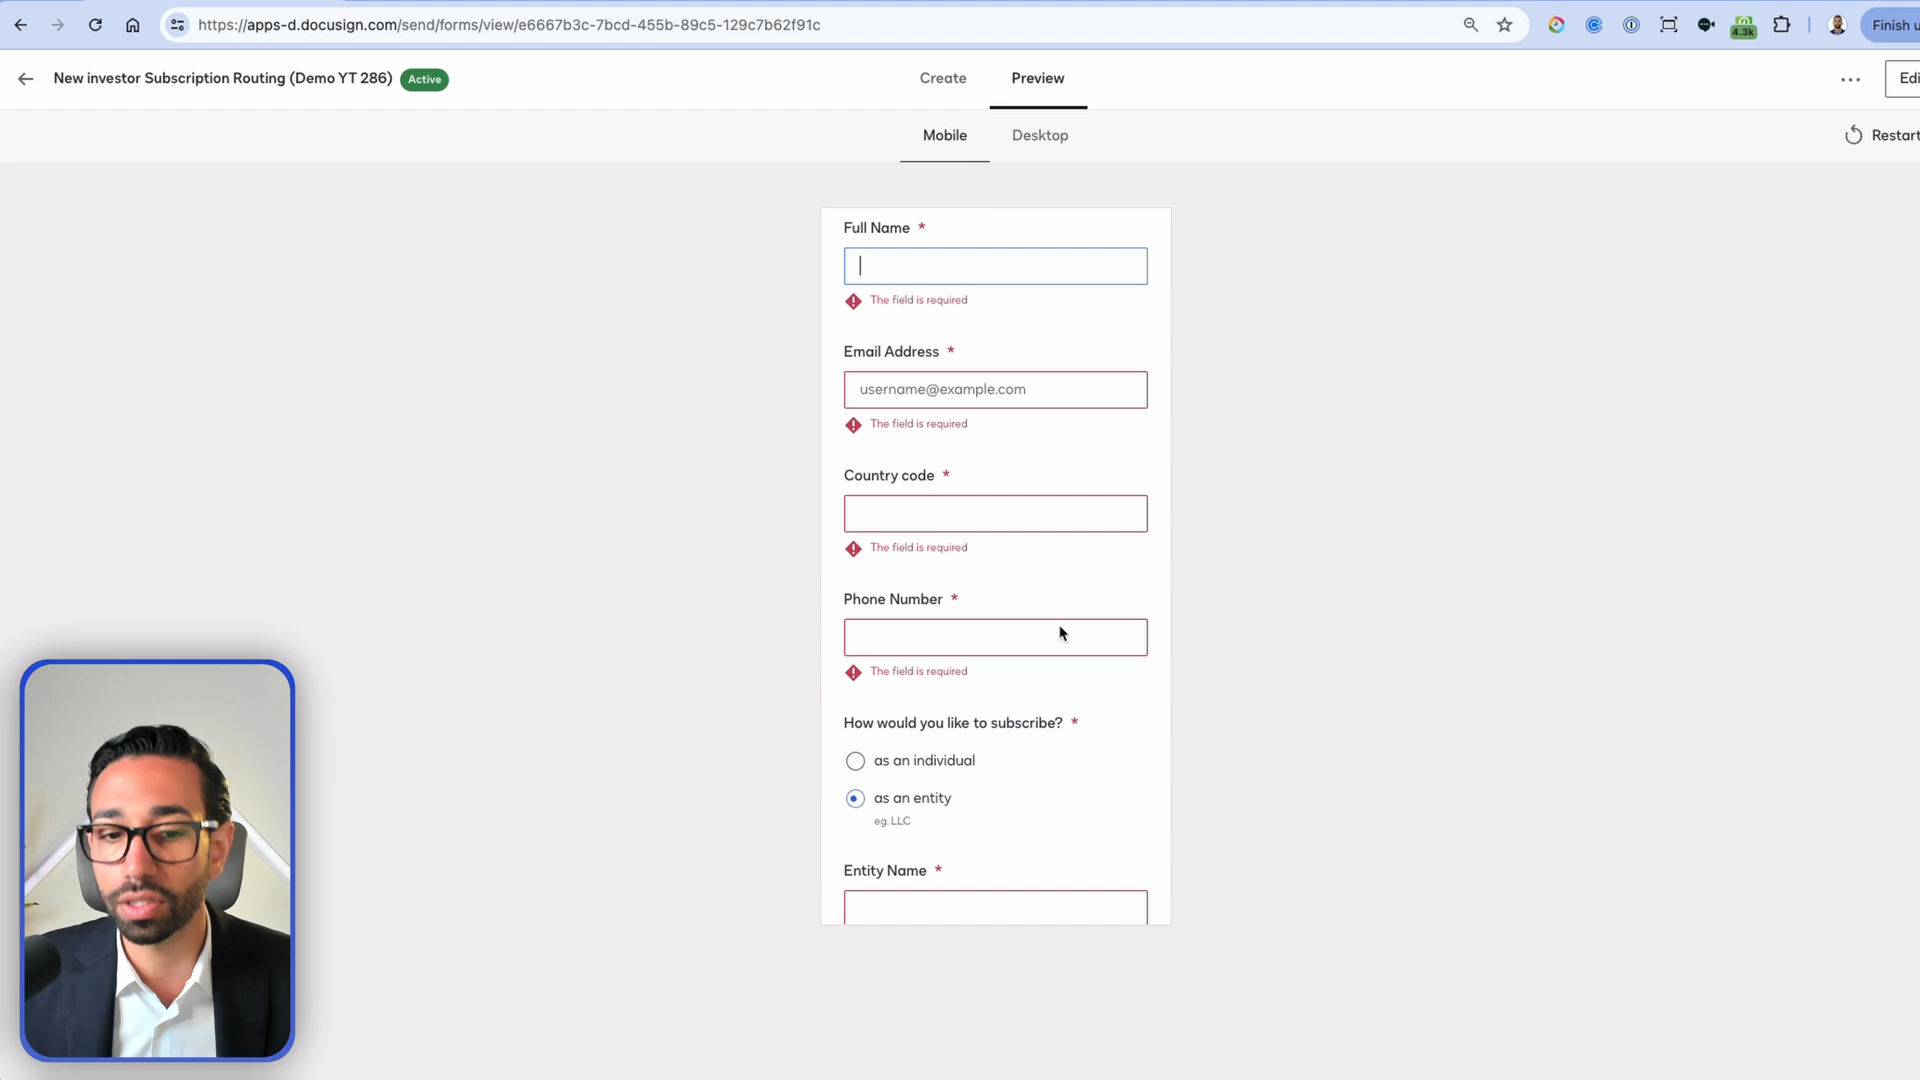 https://apps-d.docusign.com/send/forms/view/e6667b3c-7bcd-455b-89c5-129c7b62f91c
4.3k
Finish u
New investor Subscription Routing (Demo YT 286)
Active
Create
Preview
Edi
Mobile
Desktop
Restart
Full Name *
The field is required
Email Address *
username@example.com
The field is required
Country code *
The field is required
Phone Number *
The field is required
How would you like to subscribe? *
as an individual
as an entity
eg. LLC
Entity Name *